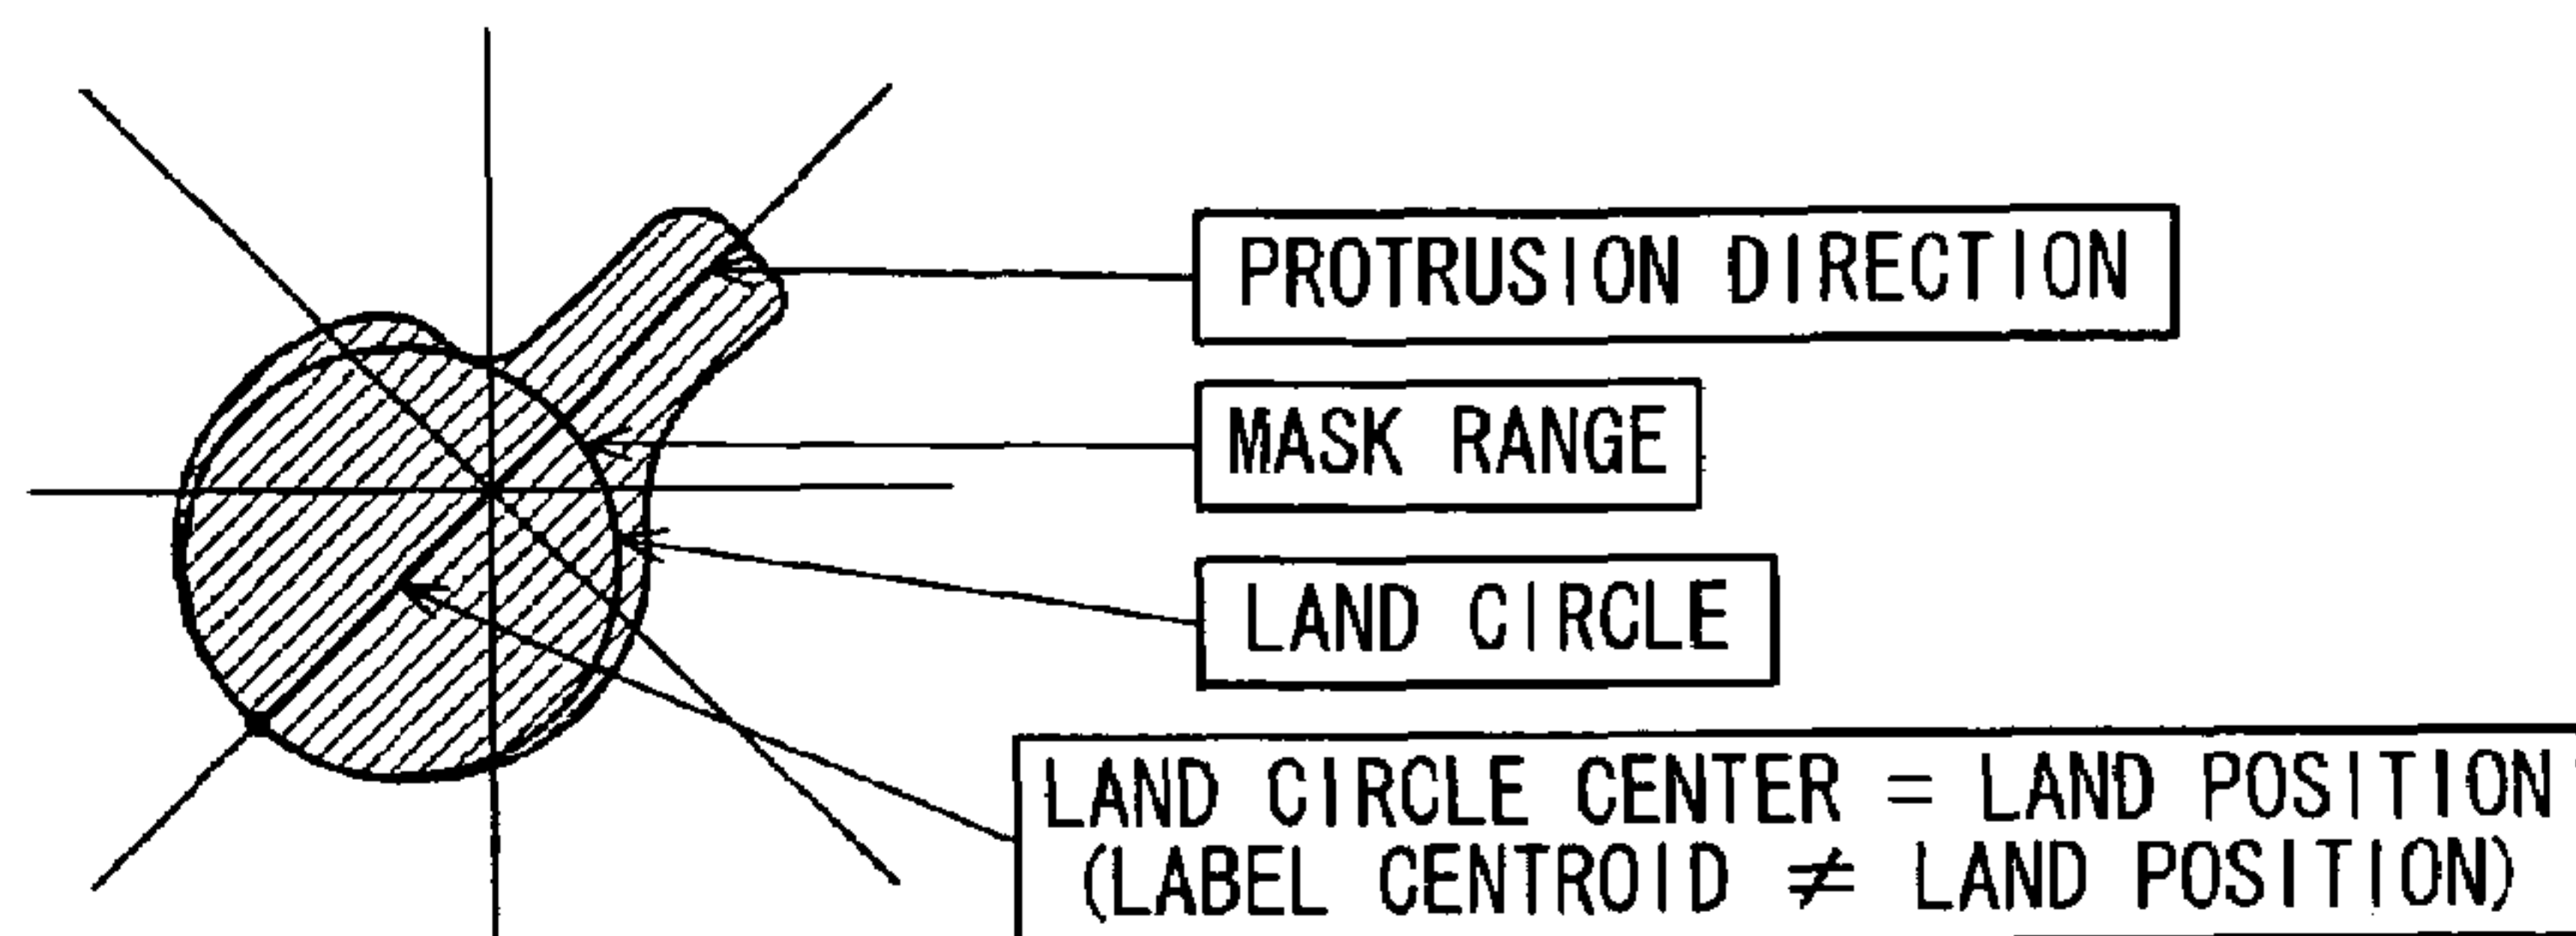 PROTRUSION DIRECTION
MASK RANGE
LAND CIRCLE
LAND CIRCLE CENTER = LAND POSITION
(LABEL CENTROID ≠ LAND POSITION)